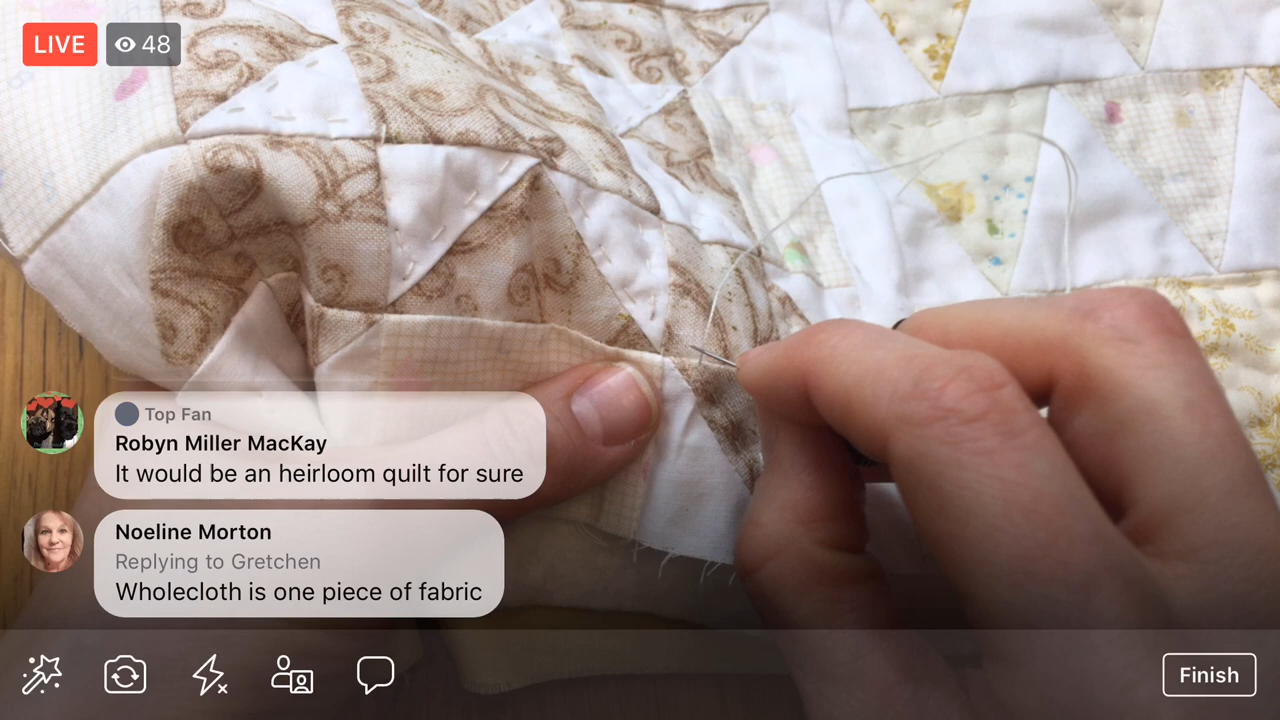 LIVE
48
Top Fan
Robyn Miller MacKay
It would be an heirloom quilt for sure
Noeline Morton
Replying to Gretchen
Wholecloth is one piece of fabric
Finish